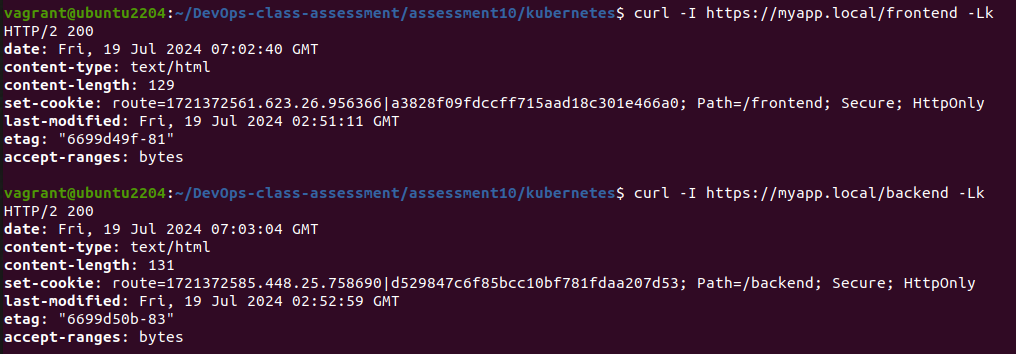 vagrant@ubuntu2204:~/DevOps-class-assessment/assessment10/kubernetes$ curl -I https://myapp.local/frontend -Lk
HTTP/2 200
date: Fri, 19 Jul 2024 07:02:40 GMT
content-type: text/html
content-length: 129
set-cookie: route=1721372561.623.26.956366|a3828f09fdccff715aad18c301e466a0; Path=/frontend; Secure; HttpOnly
last-modified: Fri, 19 Jul 2024 02:51:11 GMT
etag: "6699d49f-81"
accept-ranges: bytes
vagrant@ubuntu2204:~/DevOps-class-assessment/assessment10/kubernetes$ curl -I https://myapp.local/backend -Lk
HTTP/2 200
date: Fri, 19 Jul 2024 07:03:04 GMT
content-type: text/html
content-length: 131
set-cookie: route=1721372585.448.25.758690|d529847c6f85bcc10bf781fdaa207d53; Path=/backend; Secure; HttpOnly
last-modified: Fri, 19 Jul 2024 02:52:59 GMT
etag: "6699d50b-83"
accept-ranges: bytes